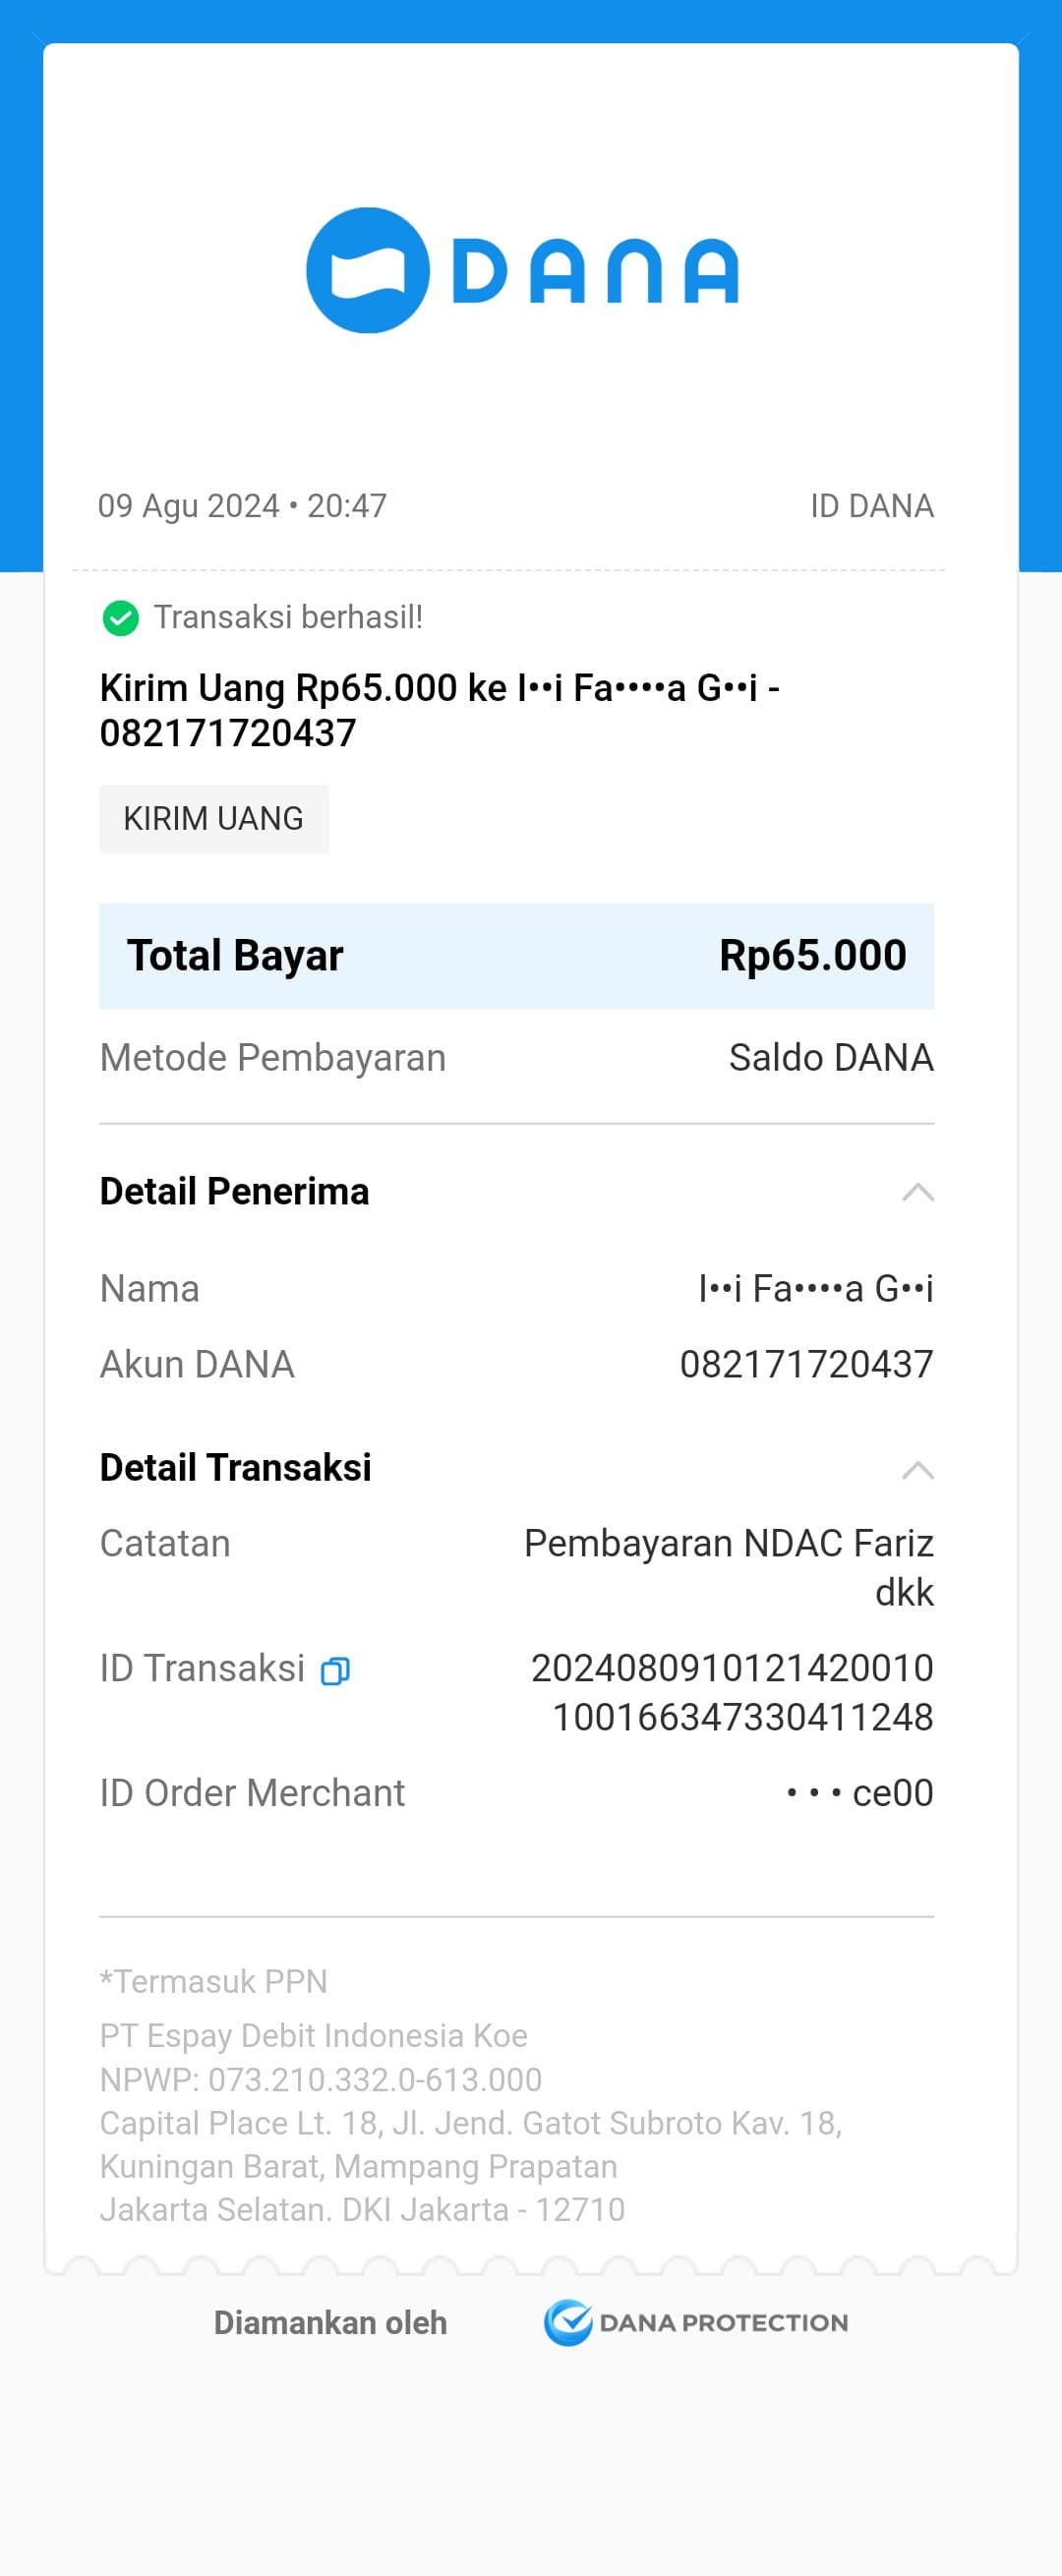 DANA
09 Agu 2024 • 20:47 ID DANA
Transaksi berhasil!
Kirim Uang Rp65.000 ke I••i Fa••••a G••i -
082171720437
KIRIM UANG
Total Bayar Rp65.000
Metode Pembayaran Saldo DANA
Detail Penerima
Nama I••i Fa••••a G••i
Akun DANA 082171720437
Detail Transaksi
Catatan Pembayaran NDAC Fariz
dkk
ID Transaksi 2024080910121420010
100166347330411248
ID Order Merchant • • • ce00
*Termasuk PPN
PT Espay Debit Indonesia Koe
NPWP: 073.210.332.0-613.000
Capital Place Lt. 18, Jl. Jend. Gatot Subroto Kav. 18,
Kuningan Barat, Mampang Prapatan
Jakarta Selatan. DKI Jakarta - 12710
Diamankan oleh DANA PROTECTION